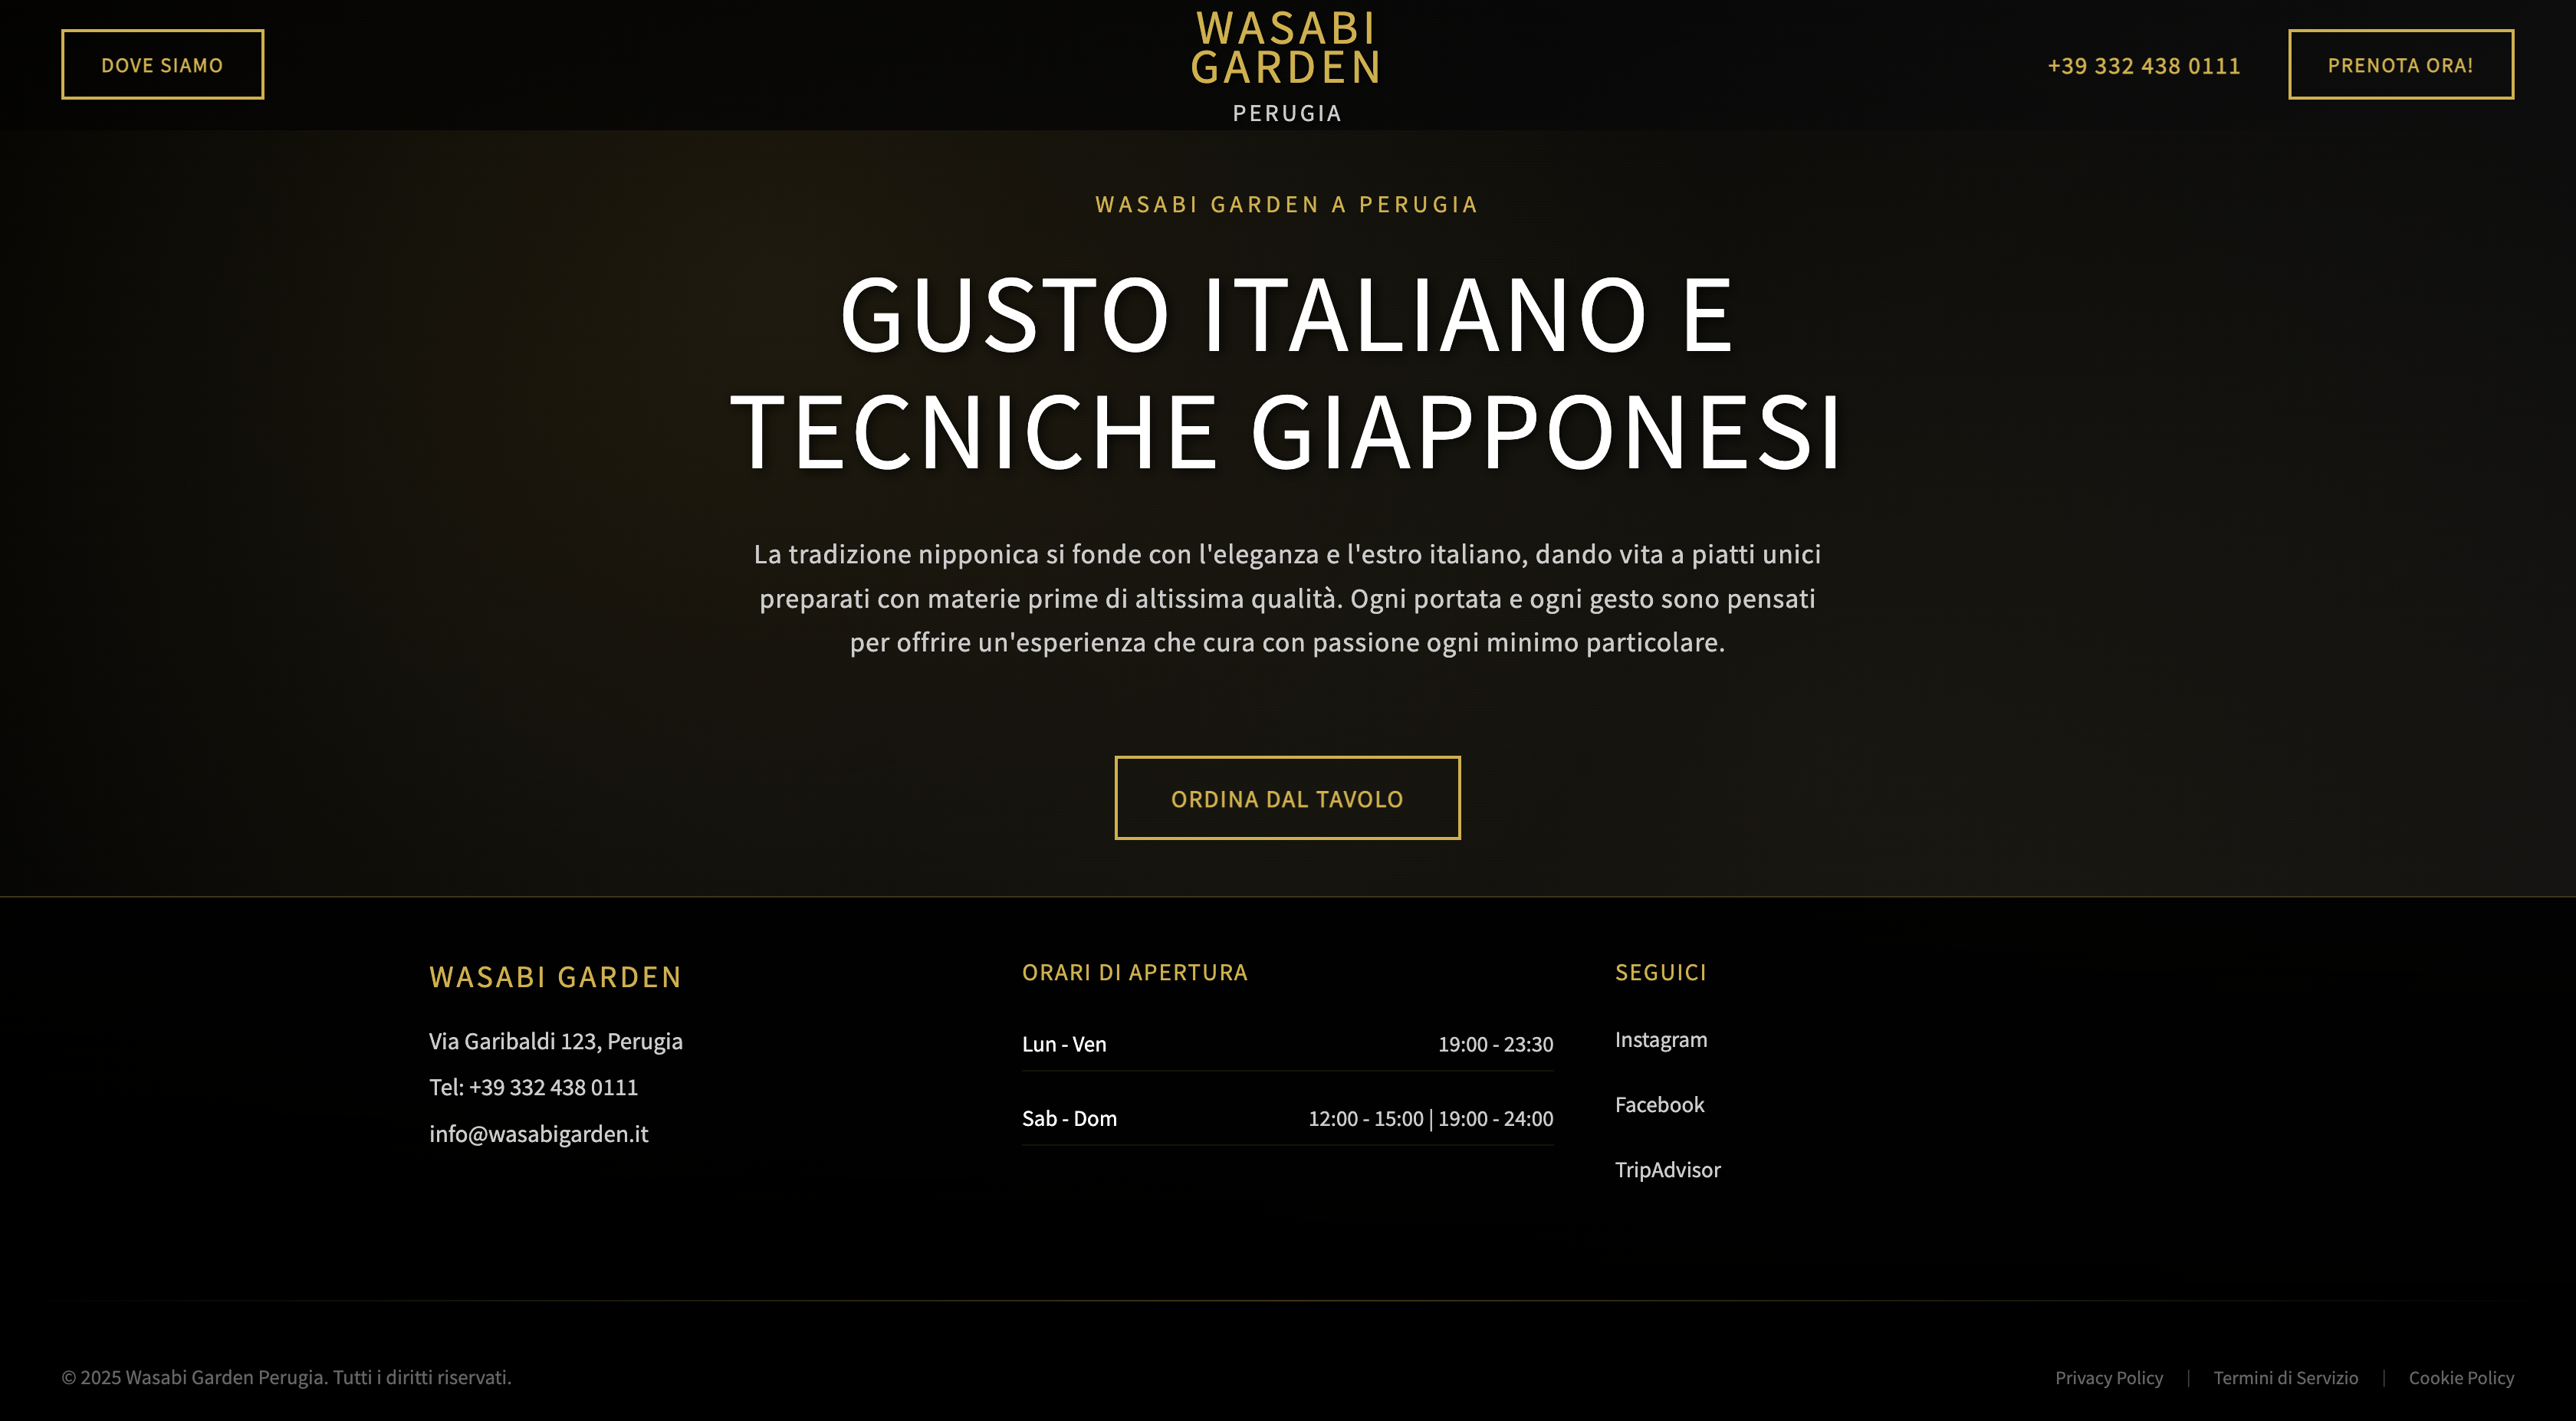 DOVE SIAMO
WASABI
GARDEN
PERUGIA
+39 332 438 0111
PRENOTA ORA!
WASABI GARDEN A PERUGIA
GUSTO ITALIANO E
TECNICHE GIAPPONESI
La tradizione nipponica si fonde con l'eleganza e l'estro italiano, dando vita a piatti unici
preparati con materie prime di altissima qualità. Ogni portata e ogni gesto sono pensati
per offrire un'esperienza che cura con passione ogni minimo particolare.
ORDINA DAL TAVOLO
WASABI GARDEN
Via Garibaldi 123, Perugia
Tel: +39 332 438 0111
info@wasabigarden.it
ORARI DI APERTURA
Lun - Ven 19:00 - 23:30
Sab - Dom 12:00 - 15:00 | 19:00 - 24:00
SEGUICI
Instagram
Facebook
TripAdvisor
© 2025 Wasabi Garden Perugia. Tutti i diritti riservati.
Privacy Policy | Termini di Servizio | Cookie Policy